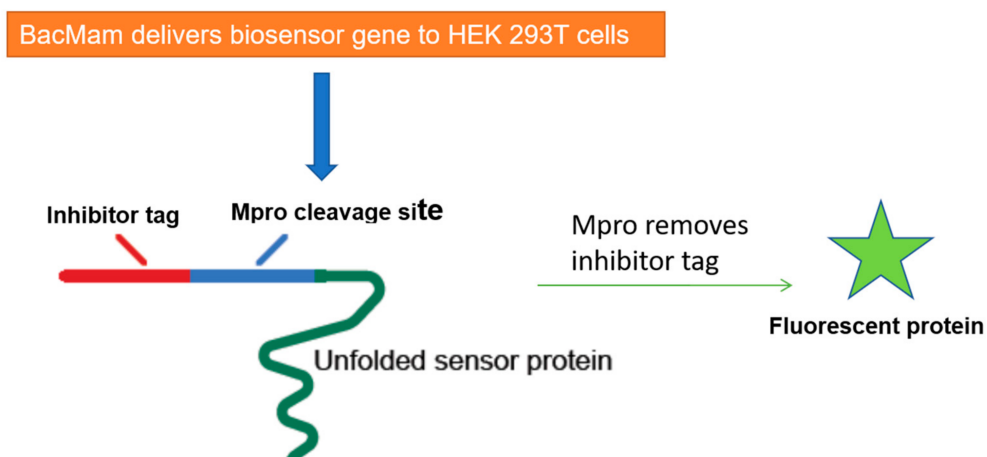 BacMam delivers biosensor gene to HEK 293T cells
Inhibitor tag
Mpro cleavage site
Mpro removes
inhibitor tag
Unfolded sensor protein
Fluorescent protein